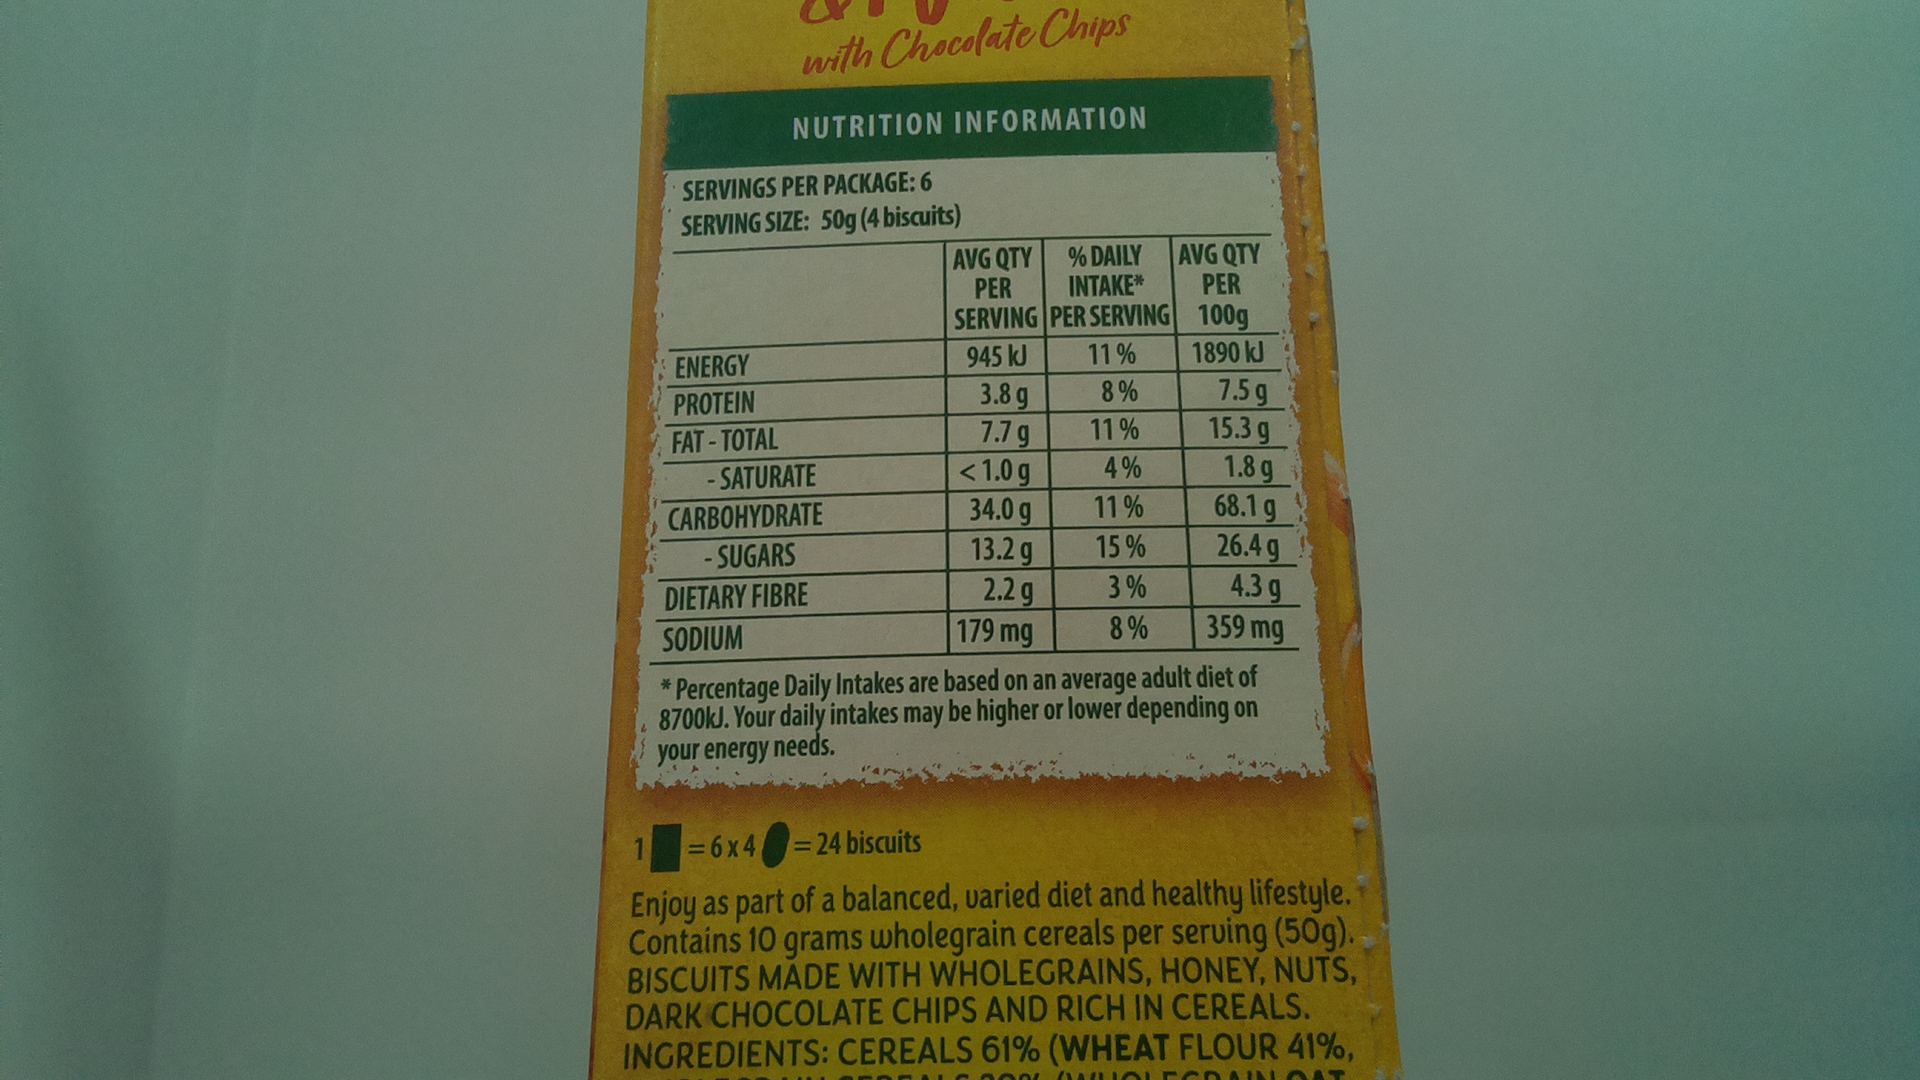 with Chocolate Chips
NUTRITION INFORMATION
SERVINGS PER PACKAGE: 6
SERVING SIZE: 50g (4 biscuits)
AVG QTY PER SERVING % DAILY INTAKE* PER SERVING AVG QTY PER 100g
ENERGY 945 kJ 11 % 1890 kJ
PROTEIN 3.8 g 8 % 7.5 g
FAT - TOTAL 7.7 g 11 % 15.3 g
- SATURATE < 1.0 g 4 % 1.8 g
CARBOHYDRATE 34.0 g 11 % 68.1 g
- SUGARS 13.2 g 15 % 26.4 g
DIETARY FIBRE 2.2 g 3 % 4.3 g
SODIUM 179 mg 8 % 359 mg
* Percentage Daily Intakes are based on an average adult diet of
8700kJ. Your daily intakes may be higher or lower depending on
your energy needs.
1 = 6 x 4 = 24 biscuits
Enjoy as part of a balanced, varied diet and healthy lifestyle.
Contains 10 grams wholegrain cereals per serving (50g).
BISCUITS MADE WITH WHOLEGRAINS, HONEY, NUTS,
DARK CHOCOLATE CHIPS AND RICH IN CEREALS.
INGREDIENTS: CEREALS 61% (WHEAT FLOUR 41%,